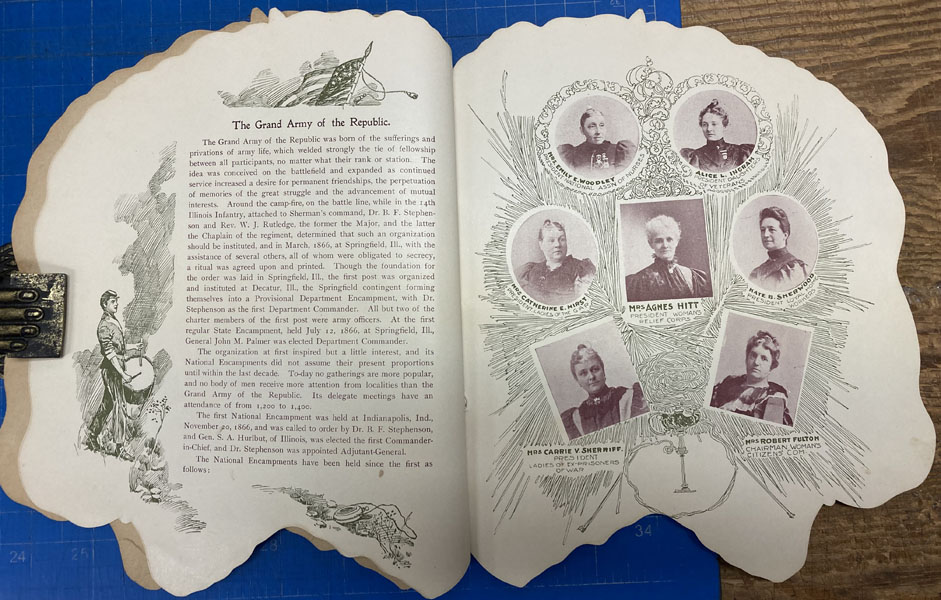 The Grand Army of the Republic.
The Grand Army of the Republic was born of the sufferings and
privations of army life, which welded strongly the tie of fellowship
between all participants, no matter what their rank or station. The
idea was conceived on the battlefield and expanded as continued
service increased a desire for permanent friendships, the perpetuation
of memories of the great struggle and the advancement of mutual
interests. Around the camp-fire, on the battle line, while in the 14th
Illinois Infantry, attached to Sherman's command, Dr. B. F. Stephen-
son and Rev. W. J. Rutledge, the former the Major, and the latter
the Chaplain of the regiment, determined that such an organization
should be instituted, and in March, 1866, at Springfield, Ill., with the
assistance of several others, all of whom were obligated to secrecy,
a ritual was agreed upon and printed. Though the foundation for
the order was laid in Springfield, Ill., the first post was organized
and instituted at Decatur, Ill., the Springfield contingent forming
themselves into a Provisional Department Encampment, with Dr.
Stephenson as the first Department Commander. All but two of the
charter members of the first post were army officers. At the first
regular State Encampment, held July 12, 1866, at Springfield, Ill.,
General John M. Palmer was elected Department Commander.
The organization at first inspired but a little interest, and its
National Encampments did not assume their present proportions
until within the last decade. To-day no gatherings are more popular,
and no body of men receive more attention from localities than the
Grand Army of the Republic. Its delegate meetings have an
attendance of from 1,200 to 1,400.
The first National Encampment was held at Indianapolis, Ind.,
November 20, 1866, and was called to order by Dr. B. F. Stephenson,
and Gen. S. A. Hurlbut, of Illinois, was elected the first Commander-
in-Chief, and Dr. Stephenson was appointed Adjutant-General.
The National Encampments have been held since the first as
follows:
MRS. EMILY E. WOODLEY
NATIONAL ASSN OF NURSES
ALICE L. INGRAM
OF VETERANS
MRS. CATHERINE E. HIRST
LADIES OF THE
MRS AGNES HITT
PRESIDENT WOMANS
RELIEF CORPS
KATE B. SHERWOOD
PRESIDENT
MRS CARRIE V. SHERRIFF.
PRESIDENT
LADIES OF EX-PRISONERS
OF WAR
MRS ROBERT FULTON
CHAIRMAN WOMAN'S
CITIZEN'S COM.
24
25
28
34